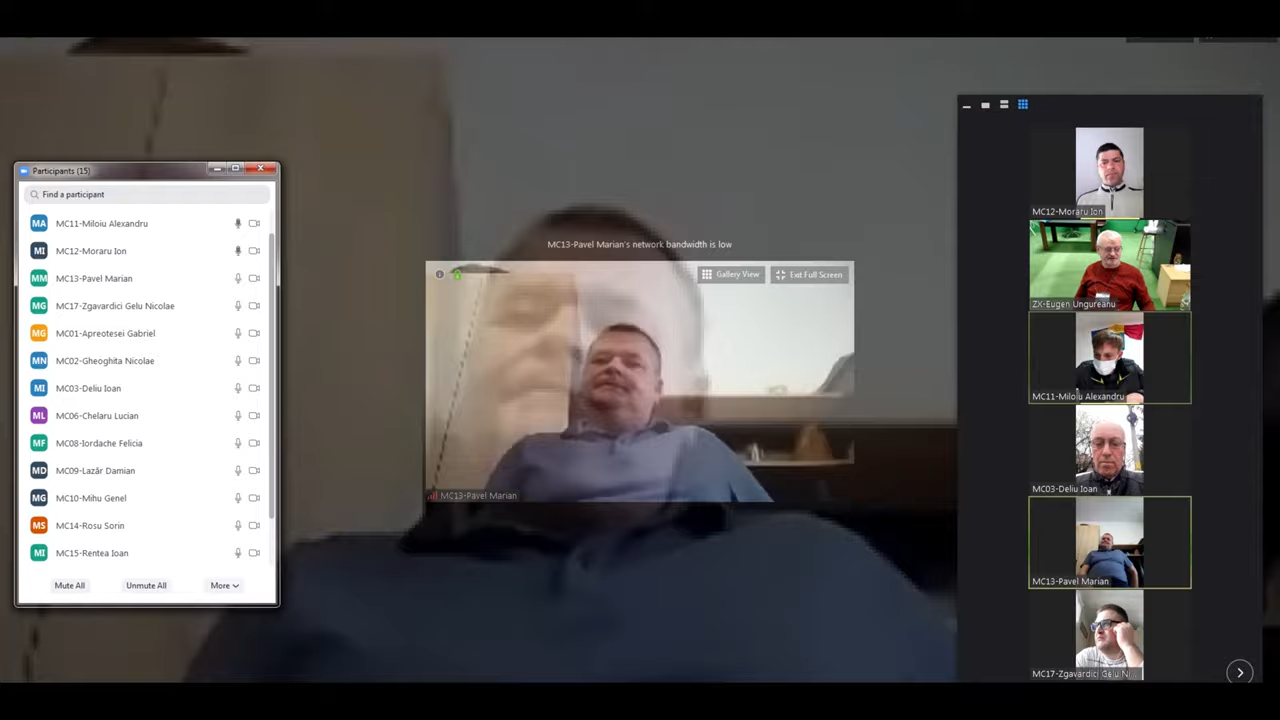 Participants (15)
Find a participant
MA MC11-Miloiu Alexandru
MI MC12-Moraru Ion
MM MC13-Pavel Marian
MG MC17-Zgavardici Gelu Nicolae
MG MC01-Apreotesei Gabriel
MN MC02-Gheoghita Nicolae
MI MC03-Deliu Ioan
ML MC06-Chelaru Lucian
MF MC08-Iordache Felicia
MD MC09-Lazăr Damian
MG MC10-Mihu Genel
MS MC14-Rosu Sorin
MI MC15-Rentea Ioan
Mute All Unmute All More
MC13-Pavel Marian's network bandwidth is low
Gallery View Exit Full Screen
MC13-Pavel Marian
MC12-Moraru Ion
ZX-Eugen Ungureanu
MC11-Miloiu Alexandru
MC03-Deliu Ioan
MC13-Pavel Marian
MC17-Zgavardici Gelu Ni...